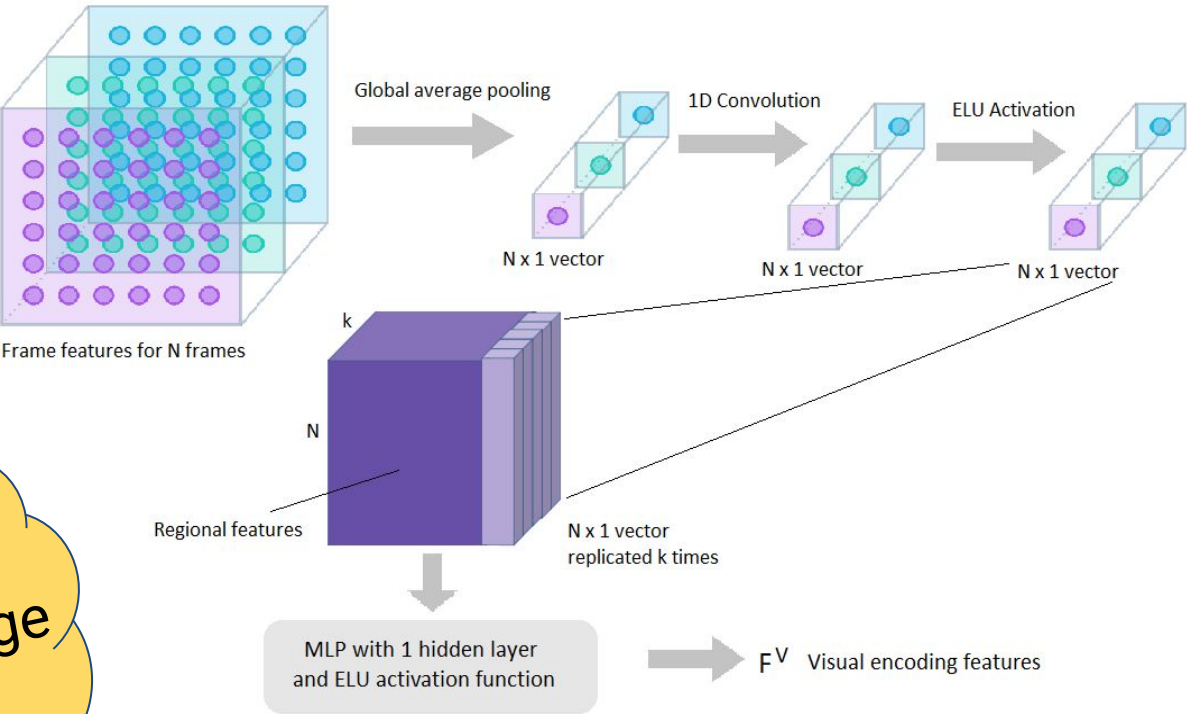 Global average pooling
1D Convolution
ELU Activation
N x 1 vector
N x 1 vector
N x 1 vector
Frame features for N frames
k
N
Regional features
N x 1 vector
replicated k times
MLP with 1 hidden layer
and ELU activation function
F^V Visual encoding features